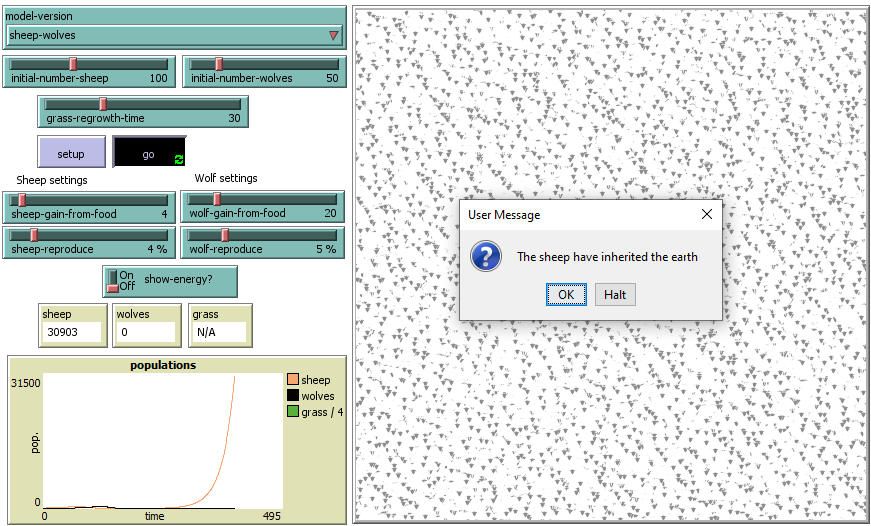 model-version
sheep-wolves
initial-number-sheep 100
initial-number-wolves 50
grass-regrowth-time 30
setup
go
Sheep settings
Wolf settings
sheep-gain-from-food 4
wolf-gain-from-food 20
sheep-reproduce 4 %
wolf-reproduce 5 %
On
Off
show-energy?
sheep
30903
wolves
0
grass
N/A
populations
31500
pop.
0
0
time
495
sheep
wolves
grass / 4
User Message
The sheep have inherited the earth
OK
Halt